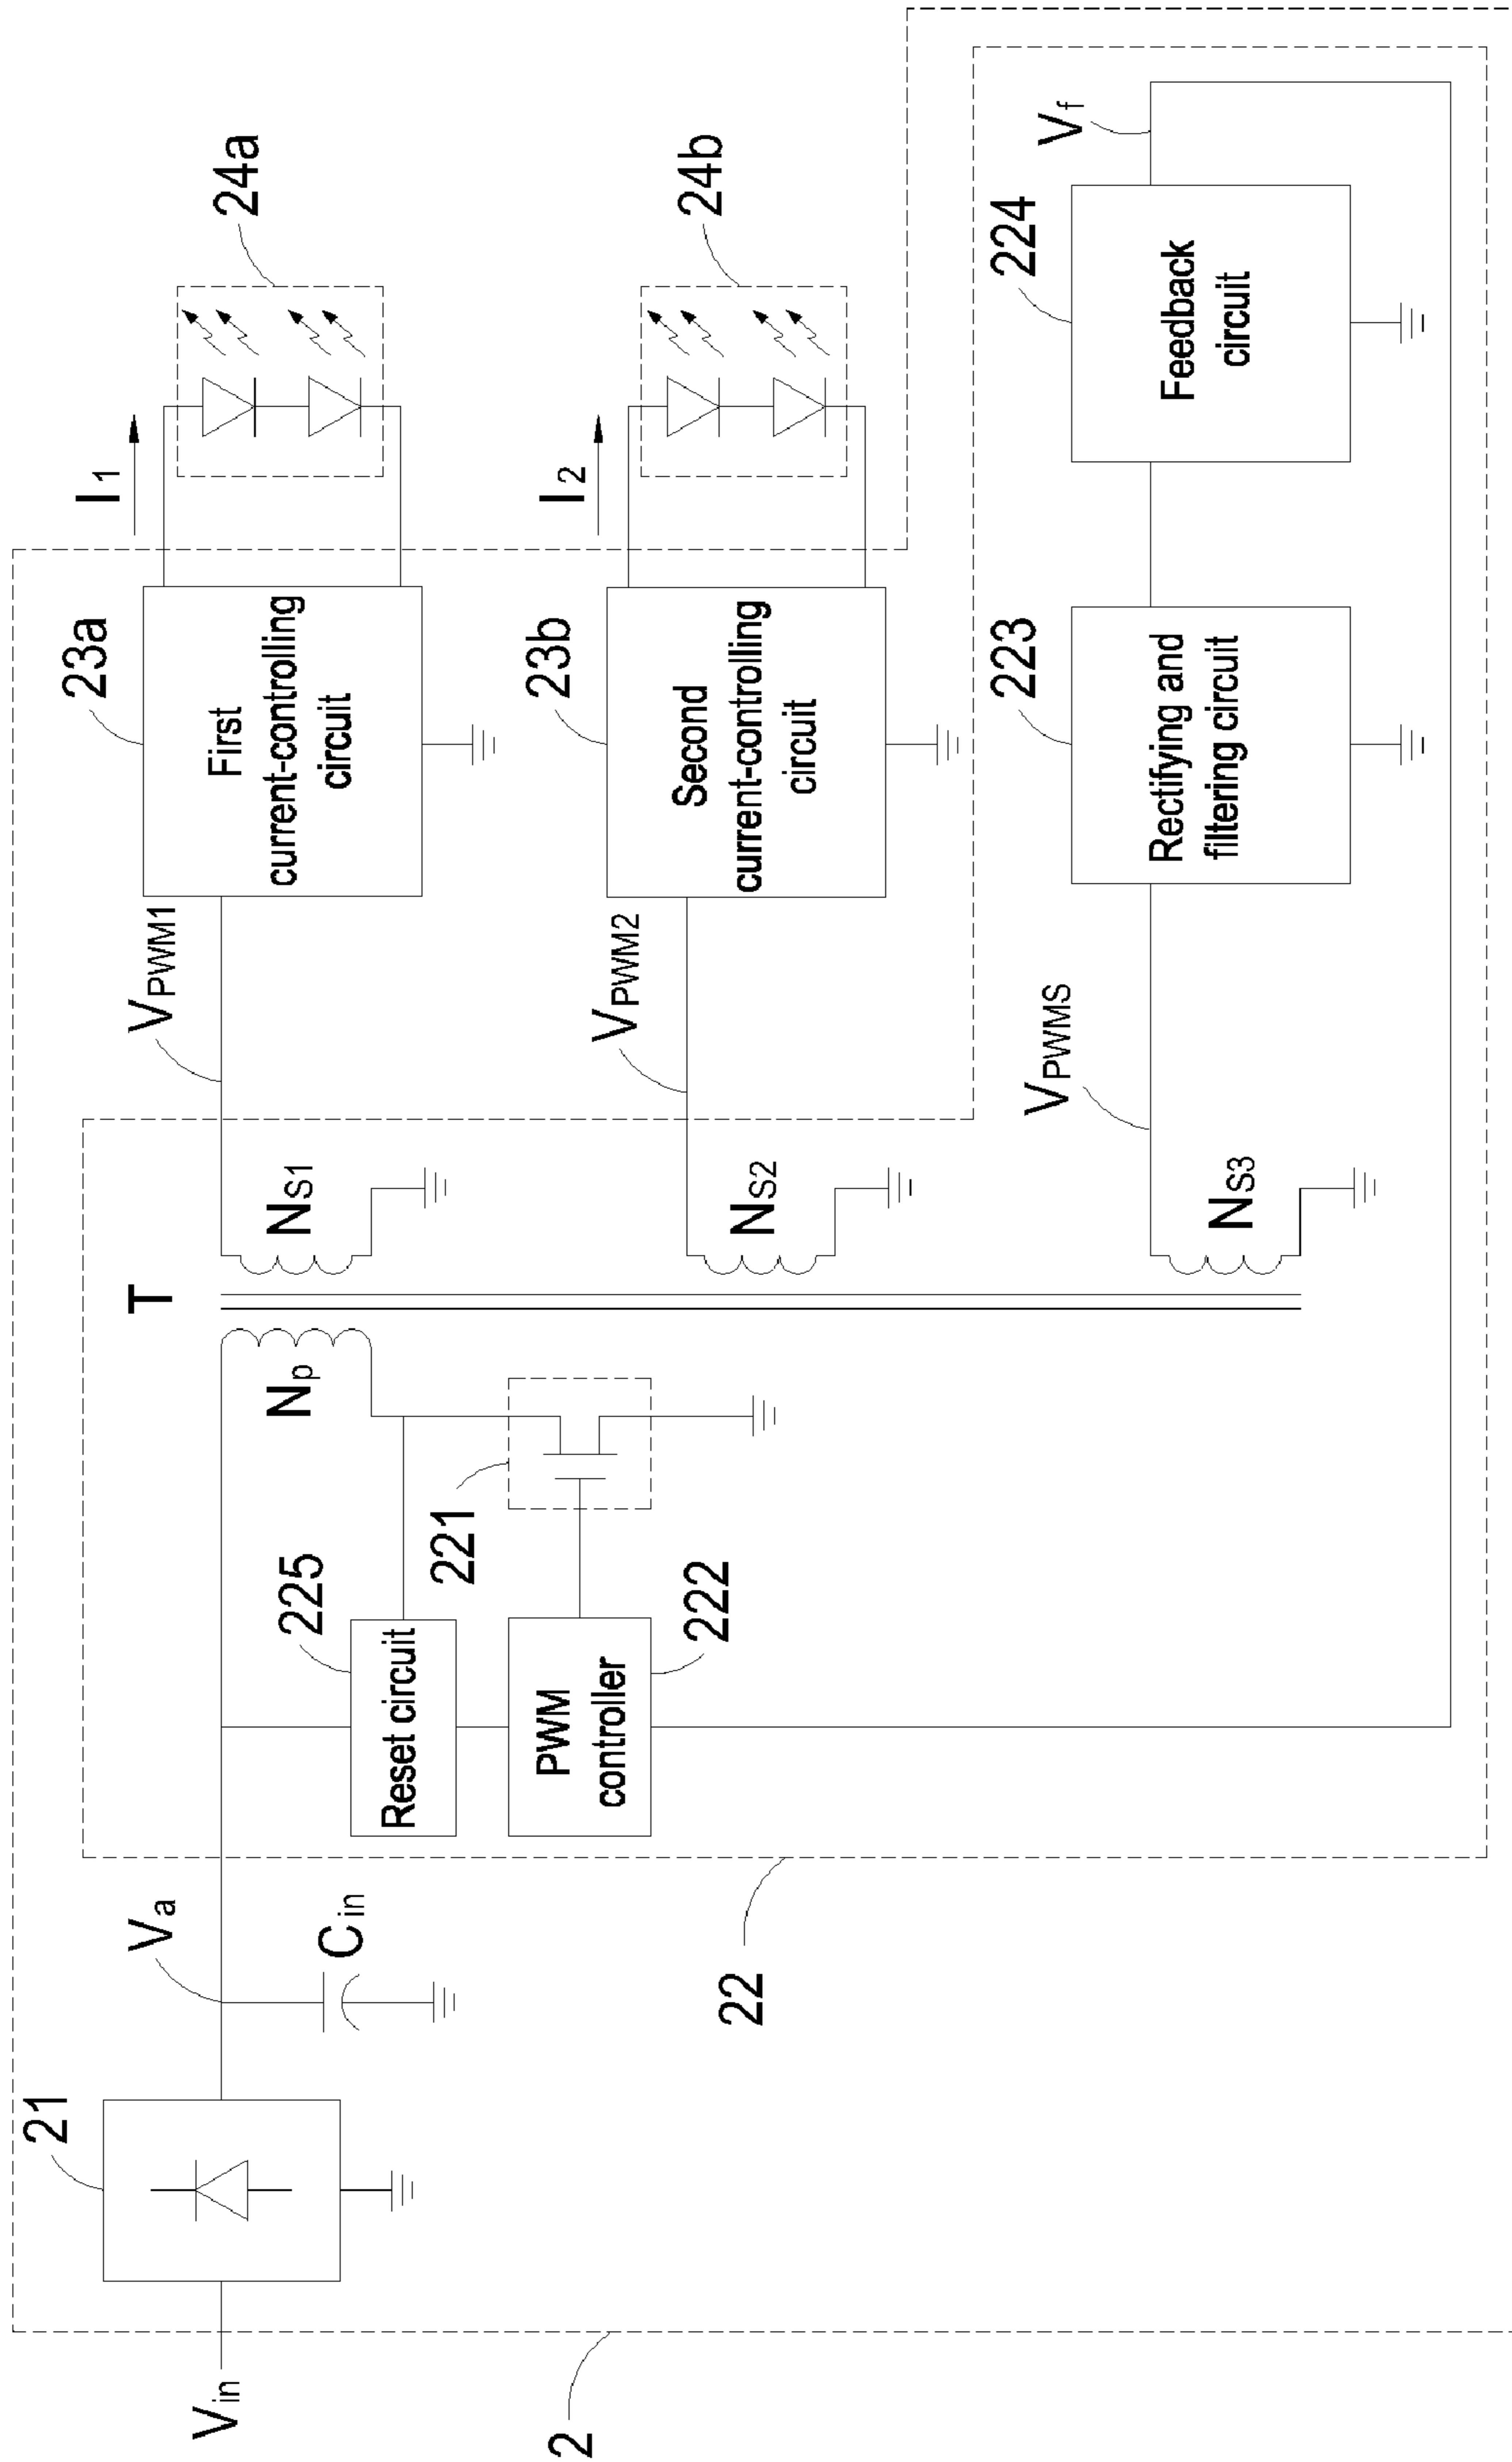 24a
24b
I1
I2
23a
First
current-controlling
circuit
23b
Second
current-controlling
circuit
Vf
224
Feedback
circuit
223
Rectifying and
filtering circuit
VPWM1
VPWM2
VPWMS
NS1
NS2
NS3
T
Np
221
225
Reset circuit
222
PWM
controller
Va
Cin
22
21
Vin
2